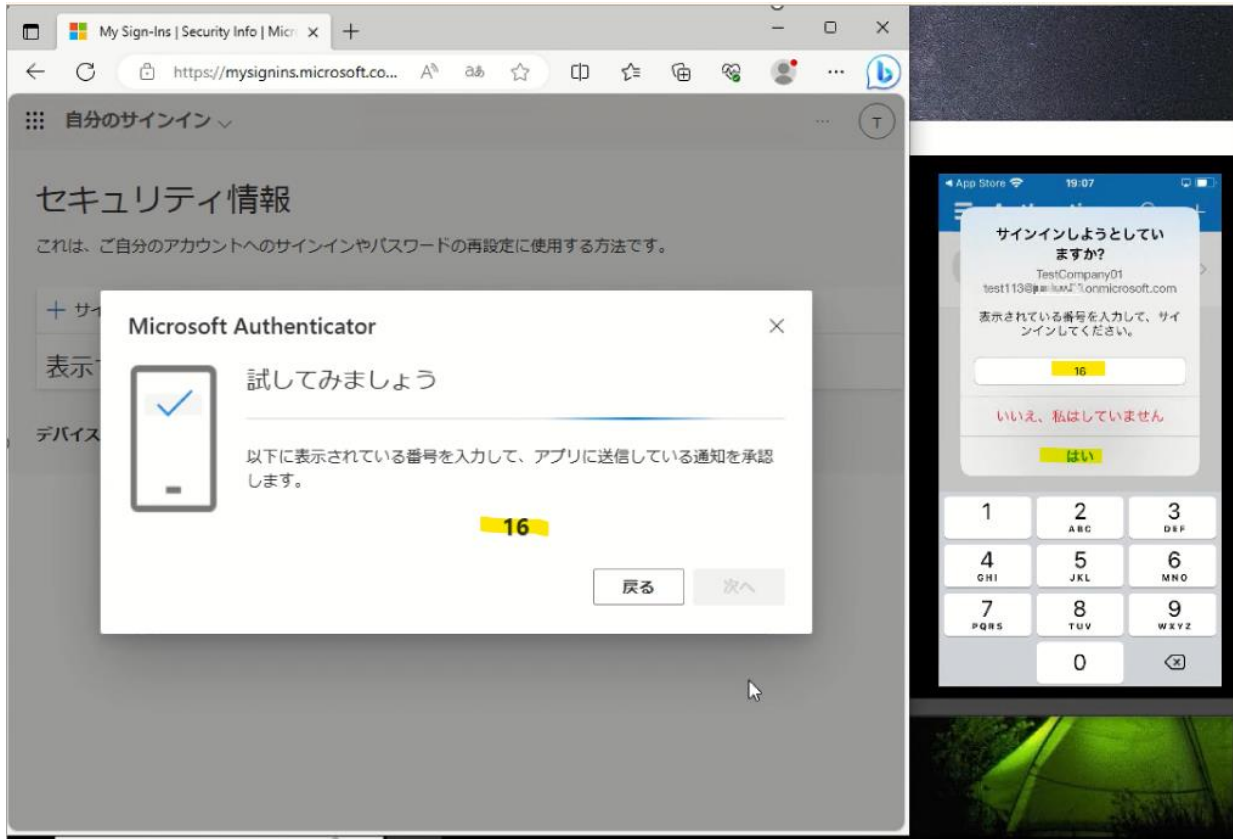 My Sign-Ins | Security Info | Micr
https://mysignins.microsoft.co...
自分のサインイン
T
セキュリティ情報
これは、ご自分のアカウントへのサインインやパスワードの再設定に使用する方法です。
+ サイ
表示
デバイス
Microsoft Authenticator
試してみましょう
以下に表示されている番号を入力して、アプリに送信している通知を承認
します。
16
戻る
次へ
App Store
19:07
サインインしようとしてい
ますか?
TestCompany01
test113@
.onmicrosoft.com
表示されている番号を入力して、サイ
ンインしてください。
16
いいえ、私はしていません
はい
1
2
ABC
3
DEF
4
GHI
5
JKL
6
MNO
7
PQRS
8
TUV
9
WXYZ
0